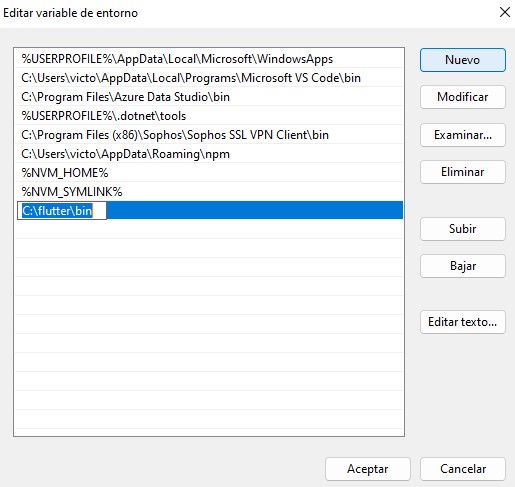 Editar variable de entorno
%USERPROFILE%\AppData\Local\Microsoft\WindowsApps
C:\Users\victo\AppData\Local\Programs\Microsoft VS Code\bin
C:\Program Files\Azure Data Studio\bin
%USERPROFILE%\.dotnet\tools
C:\Program Files (x86)\Sophos\Sophos SSL VPN Client\bin
C:\Users\victo\AppData\Roaming\npm
%NVM_HOME%
%NVM_SYMLINK%
C:\flutter\bin
Nuevo
Modificar
Examinar...
Eliminar
Subir
Bajar
Editar texto...
Aceptar
Cancelar